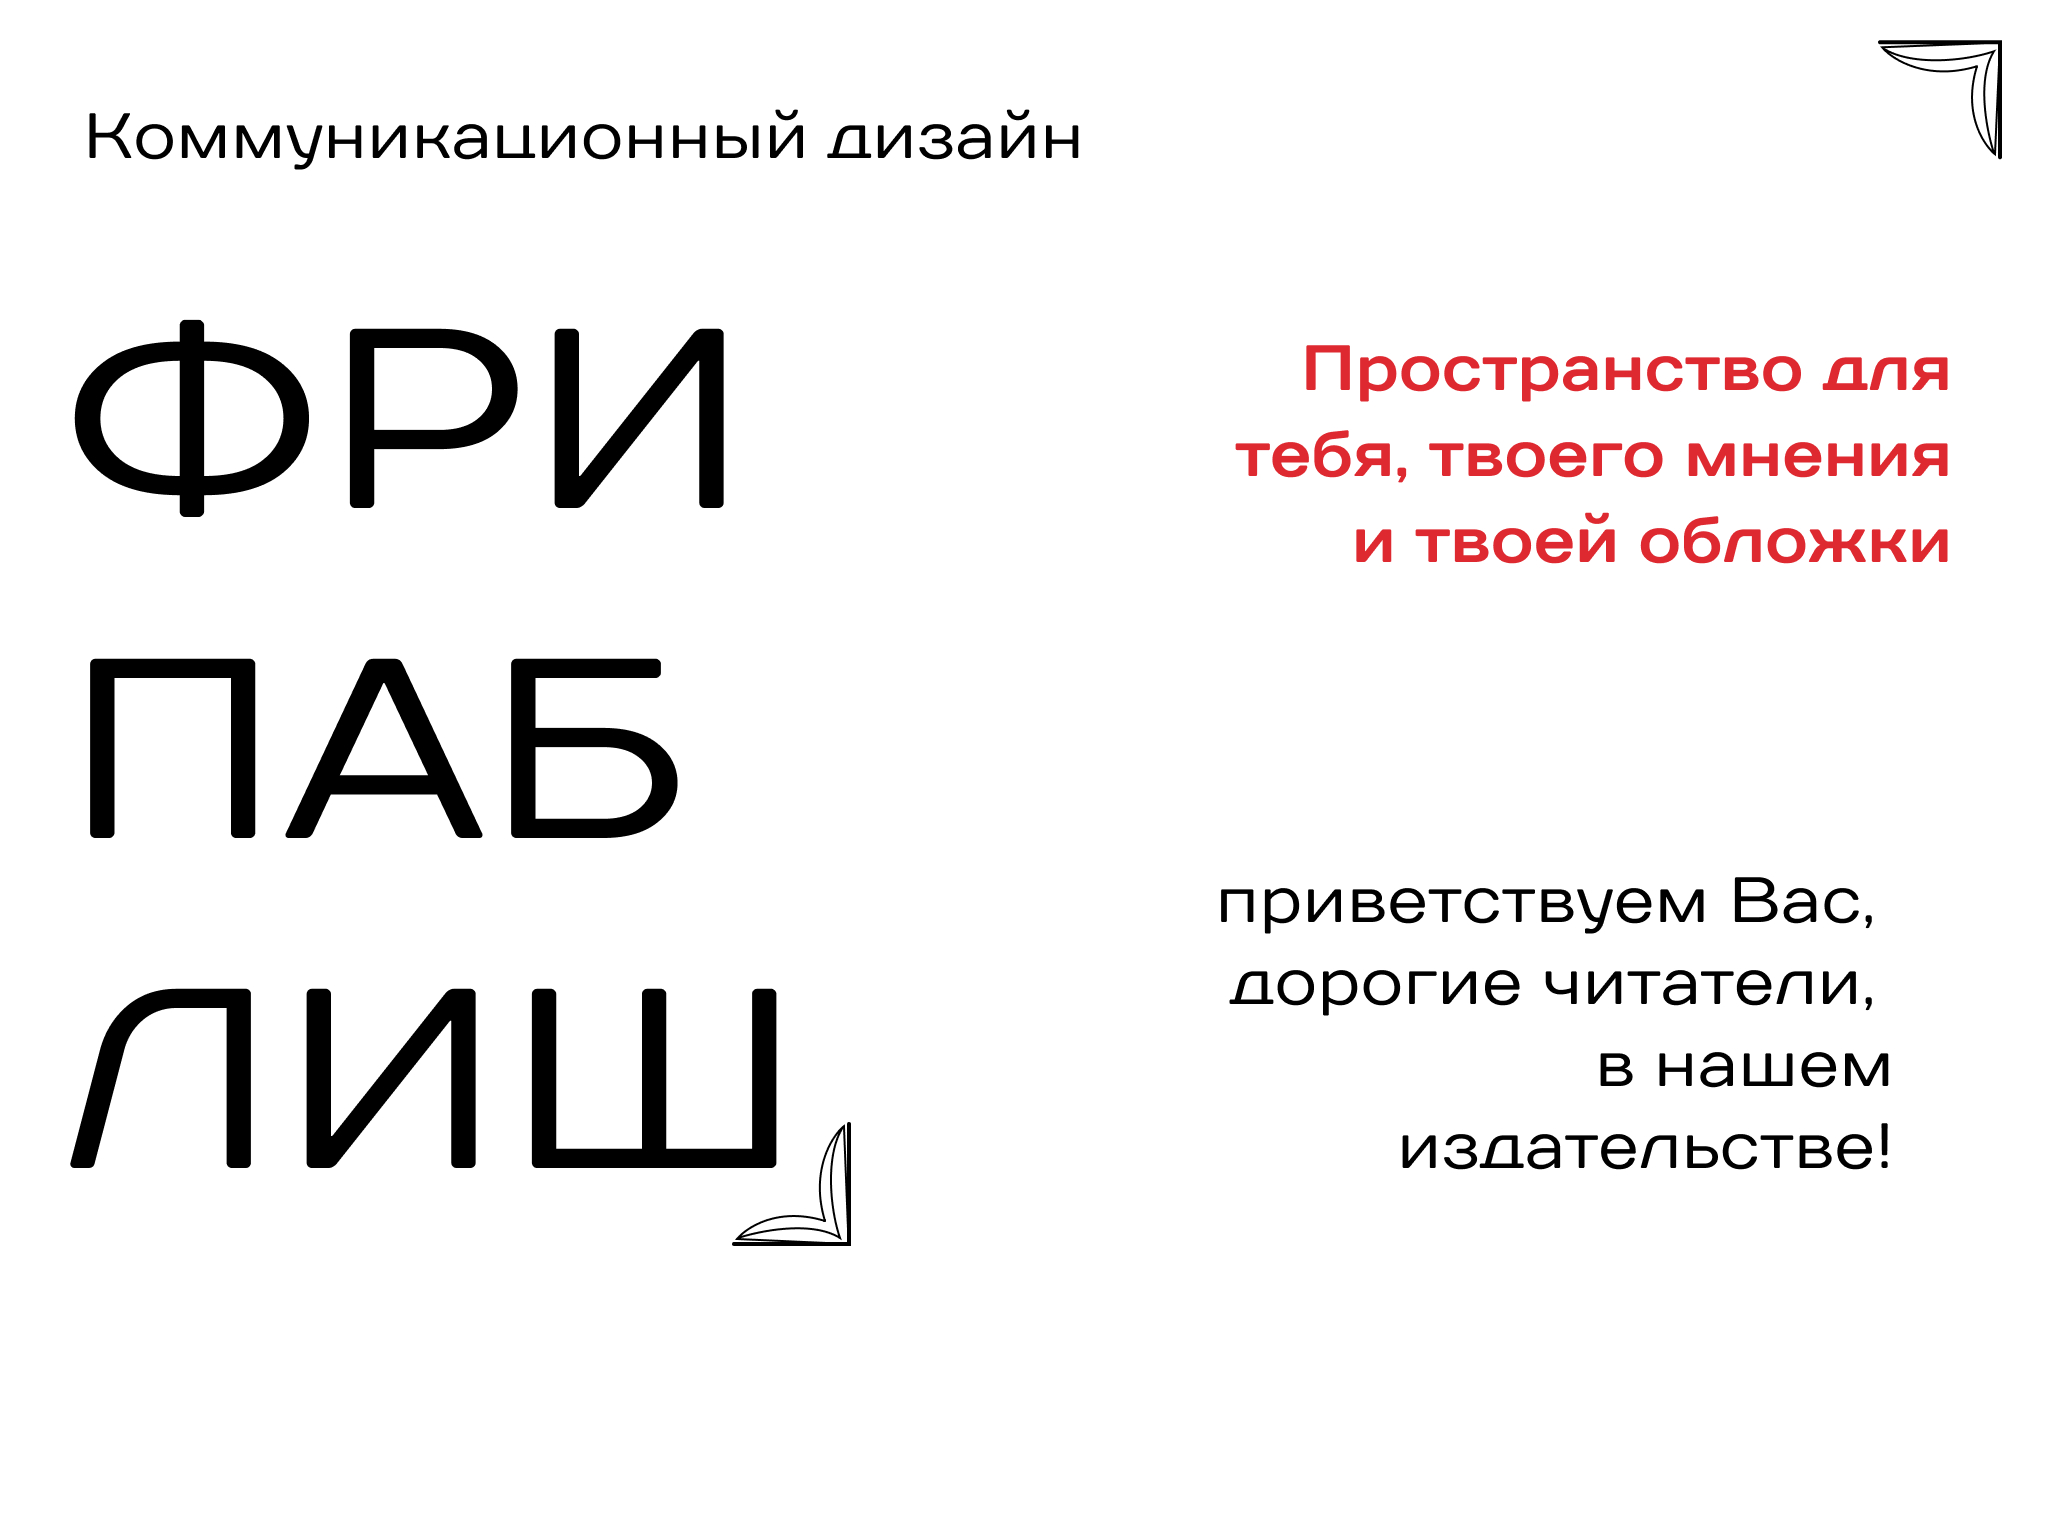 Коммуникационный дизайн
ФРИ
ПАБ
ЛИШ
Пространство для
тебя, твоего мнения
и твоей обложки
приветствуем Вас,
дорогие читатели,
в нашем
издательстве!